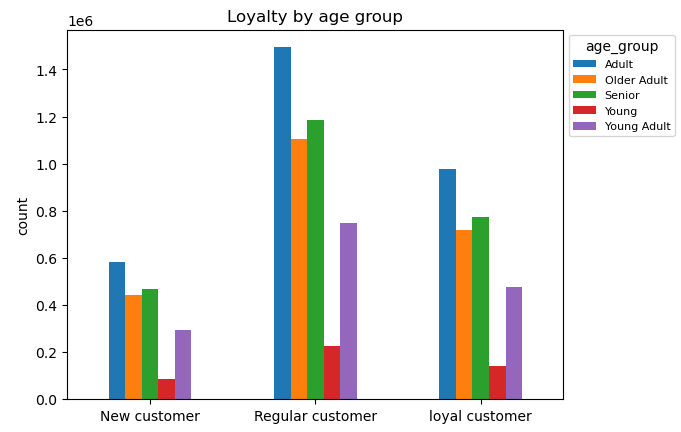 Loyalty by age group
1e6
1.4
1.2
1.0
0.8
0.6
0.4
0.2
0.0
count
New customer
Regular customer
loyal customer
age_group
Adult
Older Adult
Senior
Young
Young Adult